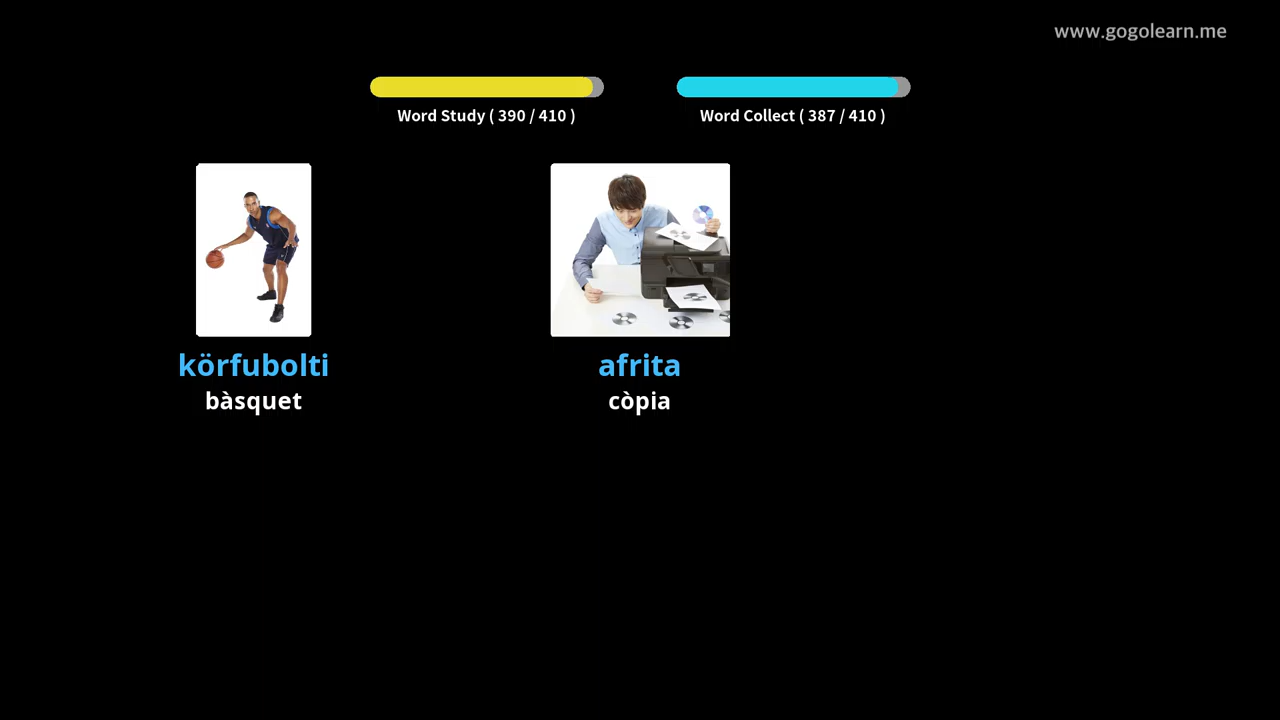 www.gogolearn.me
Word Study ( 390 / 410 )
Word Collect ( 387 / 410 )
körfubolti
bàsquet
afrita
còpia